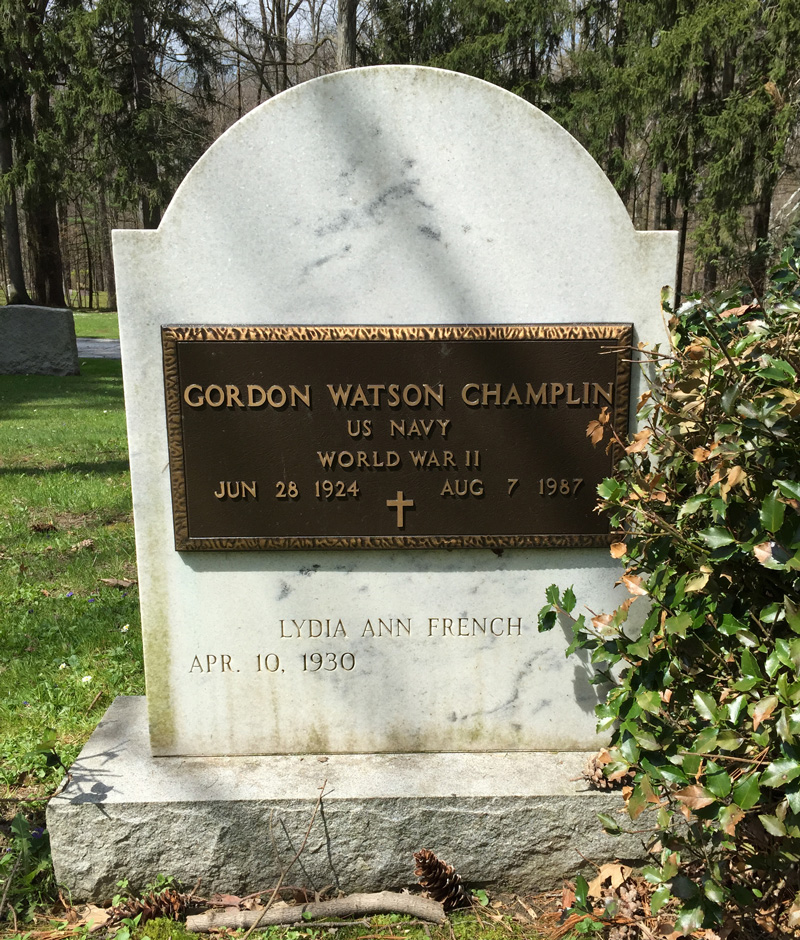 GORDON WATSON CHAMPLIN
US NAVY
WORLD WAR II
JUN 28 1924 AUG 7 1987
LYDIA ANN FRENCH
APR. 10, 1930